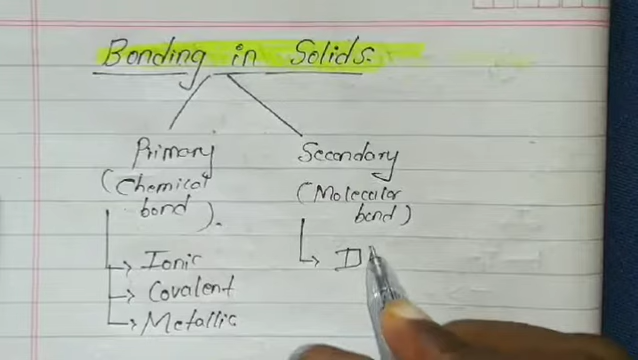 Bonding in Solids.
Primary
(Chemical
bond).
→ Ionic
→ Covalent
→ Metallic
Secondary
(Molecular
bond)
→ D